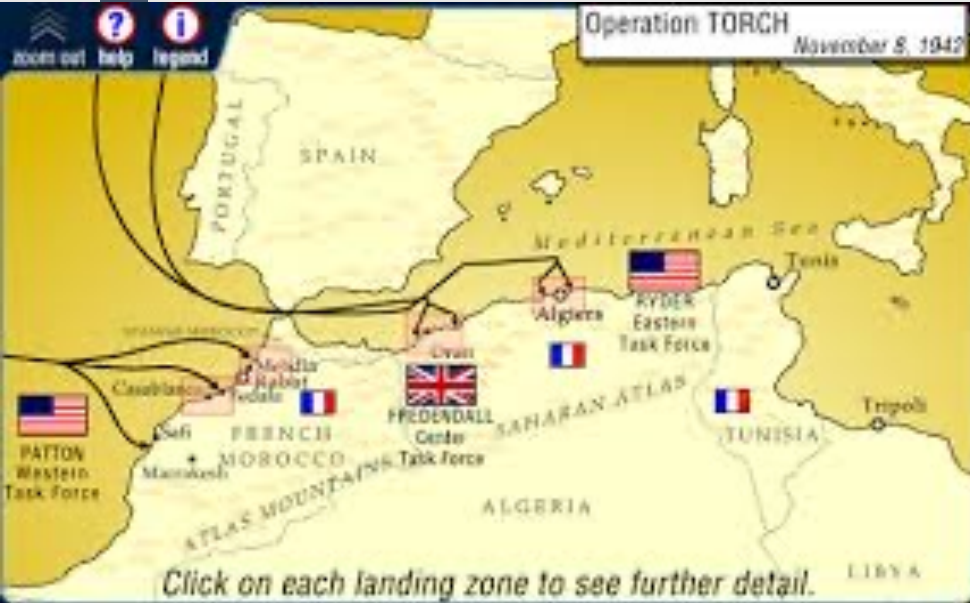 zoom out
help
legend
Operation TORCH
November 8, 1942
PORTUGAL
SPAIN
Mediterranean Sea
Tunis
RYDER
Eastern
Task Force
Algiers
SPANISH MOROCCO
Oran
Mehdia
Rabat
Casablanca
Fedala
Tripoli
FREDENDALL
Center
Task Force
SAHARAN ATLAS
Safi
FRENCH
MOROCCO
TUNISIA
PATTON
Western
Task Force
Marrakesh
ATLAS MOUNTAINS
ALGERIA
LIBYA
Click on each landing zone to see further detail.